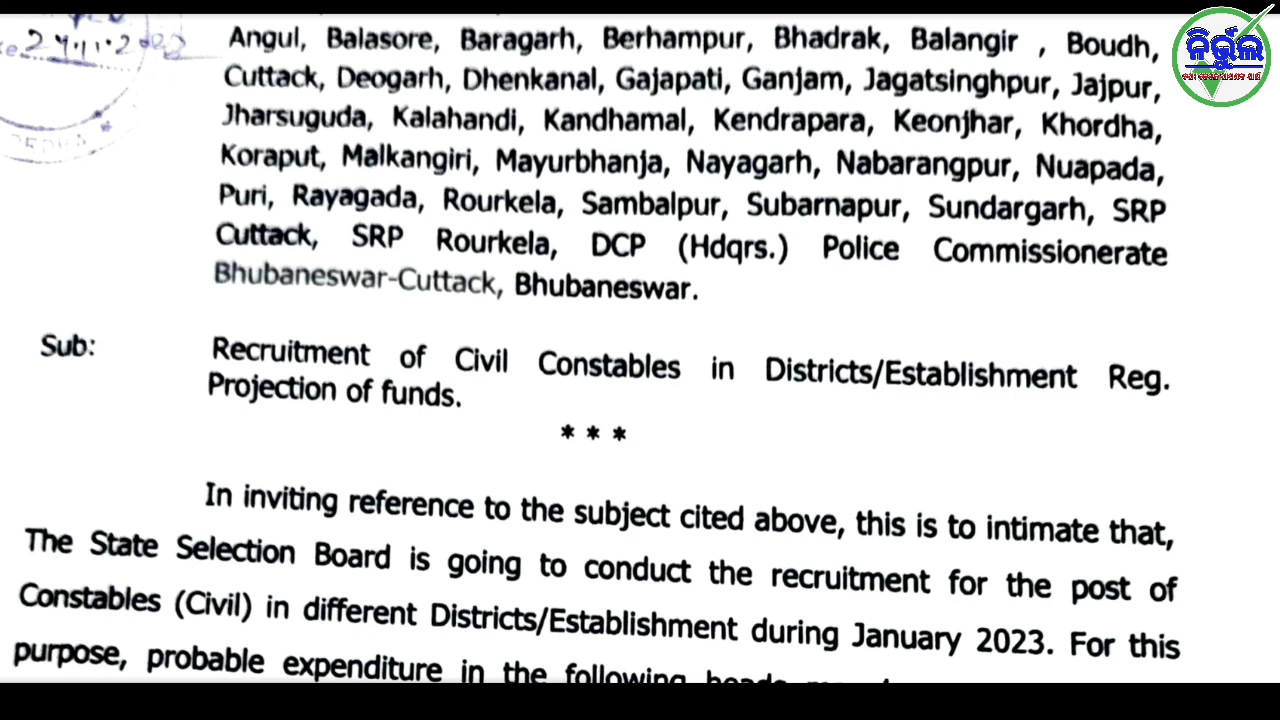 24.11.2022
Angul, Balasore, Baragarh, Berhampur, Bhadrak, Balangir , Boudh,
Cuttack, Deogarh, Dhenkanal, Gajapati, Ganjam, Jagatsinghpur, Jajpur,
Jharsuguda, Kalahandi, Kandhamal, Kendrapara, Keonjhar, Khordha,
Koraput, Malkangiri, Mayurbhanja, Nayagarh, Nabarangpur, Nuapada,
Puri, Rayagada, Rourkela, Sambalpur, Subarnapur, Sundargarh, SRP
Cuttack, SRP Rourkela, DCP (Hdqrs.) Police Commissionerate
Bhubaneswar-Cuttack, Bhubaneswar.
Sub: Recruitment of Civil Constables in Districts/Establishment Reg.
Projection of funds.
* * *
In inviting reference to the subject cited above, this is to intimate that,
The State Selection Board is going to conduct the recruitment for the post of
Constables (Civil) in different Districts/Establishment during January 2023. For this
purpose, probable expenditure in the following heads
ନିର୍ଭୁଲ